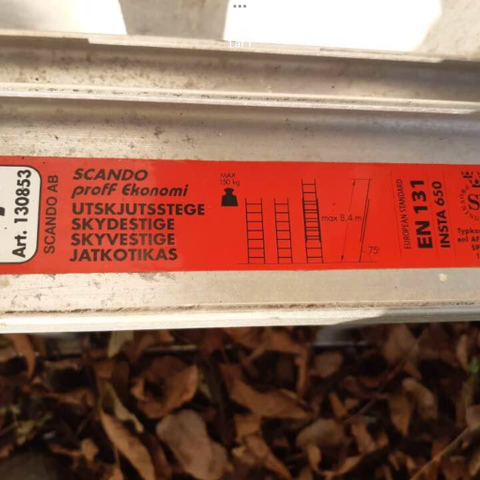 Art. 130853
SCANDO AB
SCANDO
proff Ekonomi
UTSKJUTSSTEGE
SKYDESTIGE
SKYVESTIGE
JATKOTIKAS
MAX
150 kg
max 8,4 m
75°
EUROPEAN STANDARD
EN 131
INSTA 650